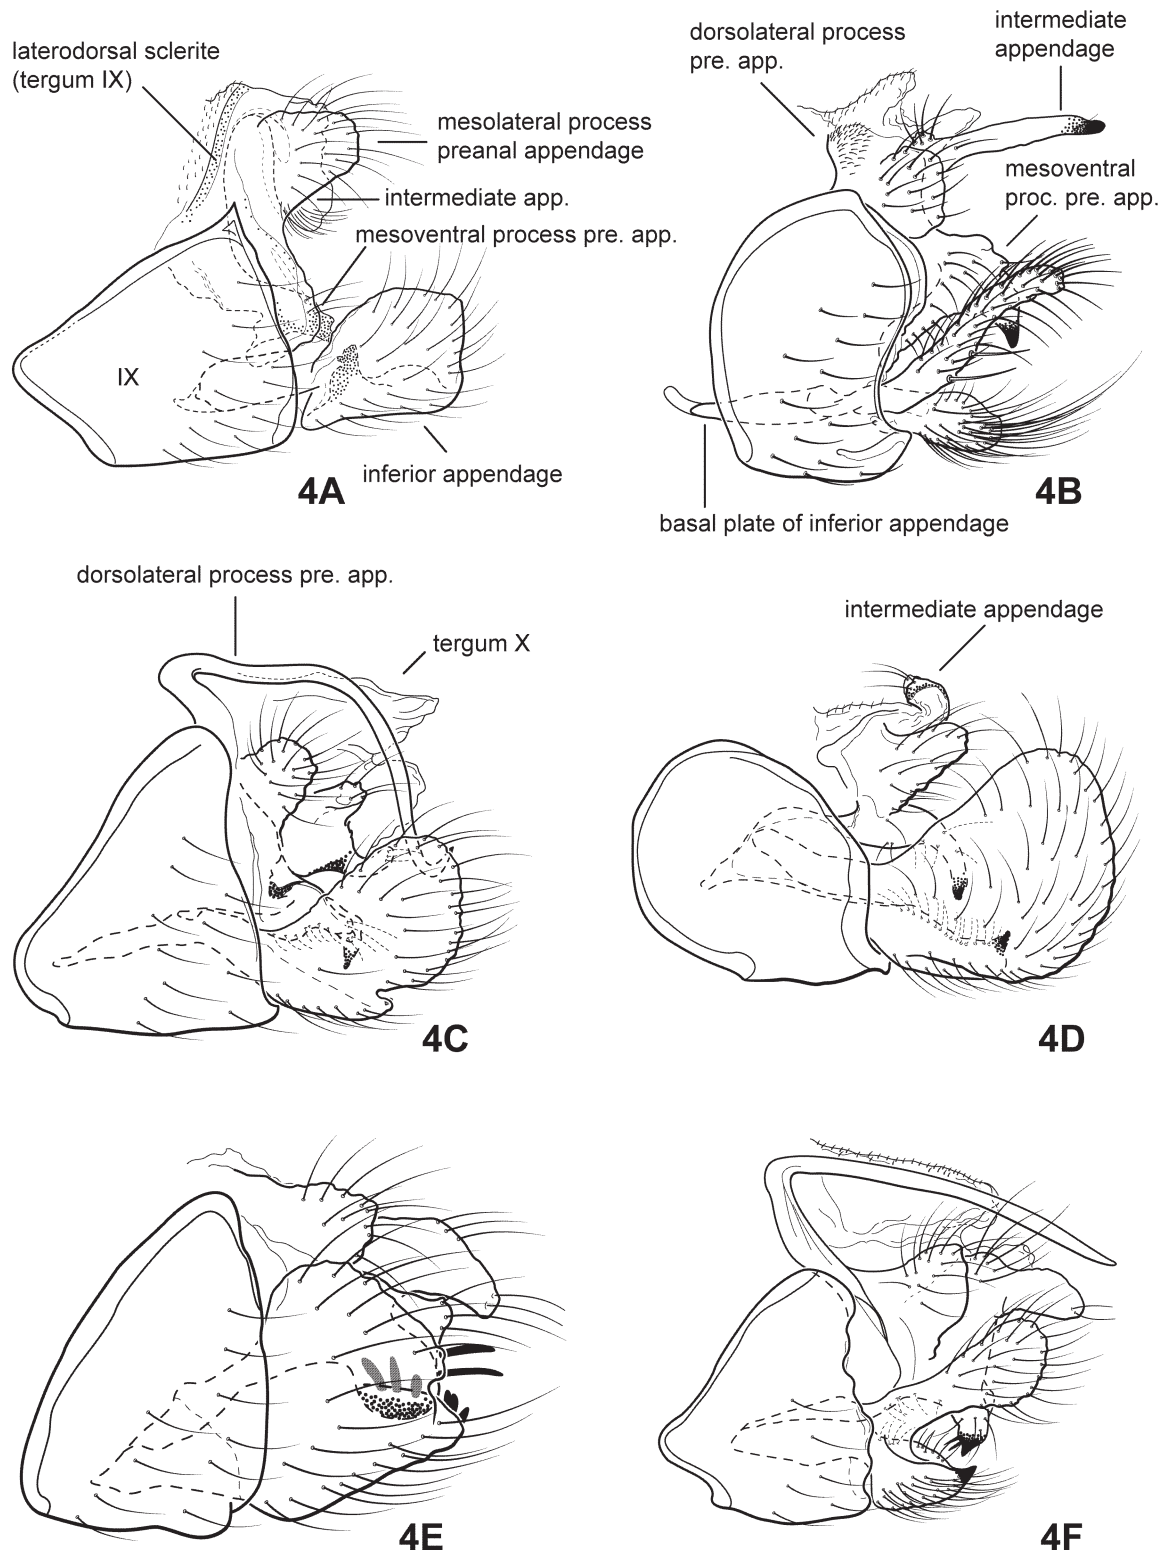 laterodorsal sclerite
(tergum IX)
mesolateral process
preanal appendage
intermediate app.
mesoventral process pre. app.
IX
inferior appendage
4A
dorsolateral process
pre. app.
intermediate
appendage
mesoventral
proc. pre. app.
4B
basal plate of inferior appendage
dorsolateral process pre. app.
tergum X
4C
intermediate appendage
4D
4E
4F